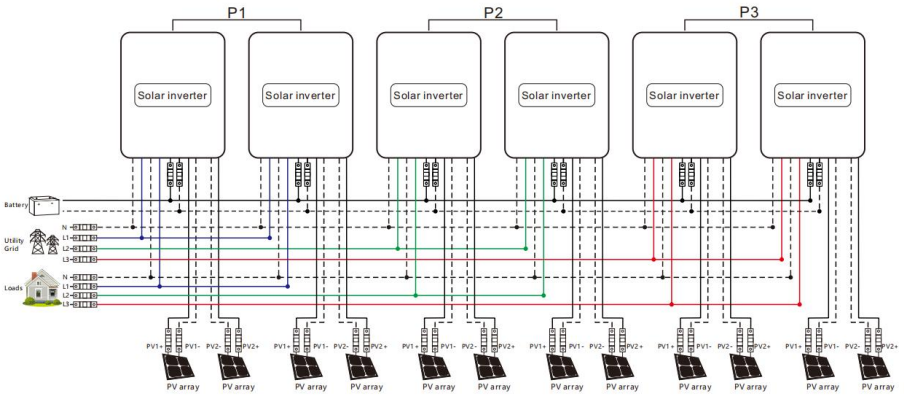 P1 P2 P3
Solar inverter Solar inverter Solar inverter Solar inverter Solar inverter Solar inverter
Battery
N
Utility L1
Grid L2
L3
N
Loads L1
L2
L3
PV1+ PV1- PV2- PV2+ PV1+ PV1- PV2- PV2+ PV1+ PV1- PV2- PV2+ PV1+ PV1- PV2- PV2+ PV1+ PV1- PV2- PV2+ PV1+ PV1- PV2- PV2+
PV array PV array PV array PV array PV array PV array PV array PV array PV array PV array PV array PV array